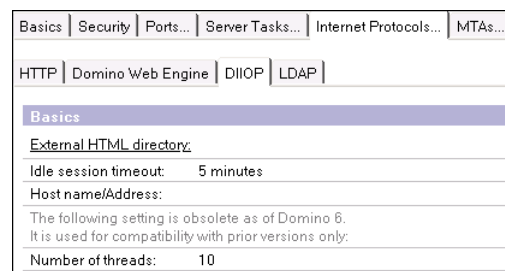 Basics Security Ports... Server Tasks... Internet Protocols... MTAs...
HTTP Domino Web Engine DIIOP LDAP
Basics
External HTML directory:
Idle session timeout: 5 minutes
Host name/Address:
The following setting is obsolete as of Domino 6.
It is used for compatibility with prior versions only:
Number of threads: 10